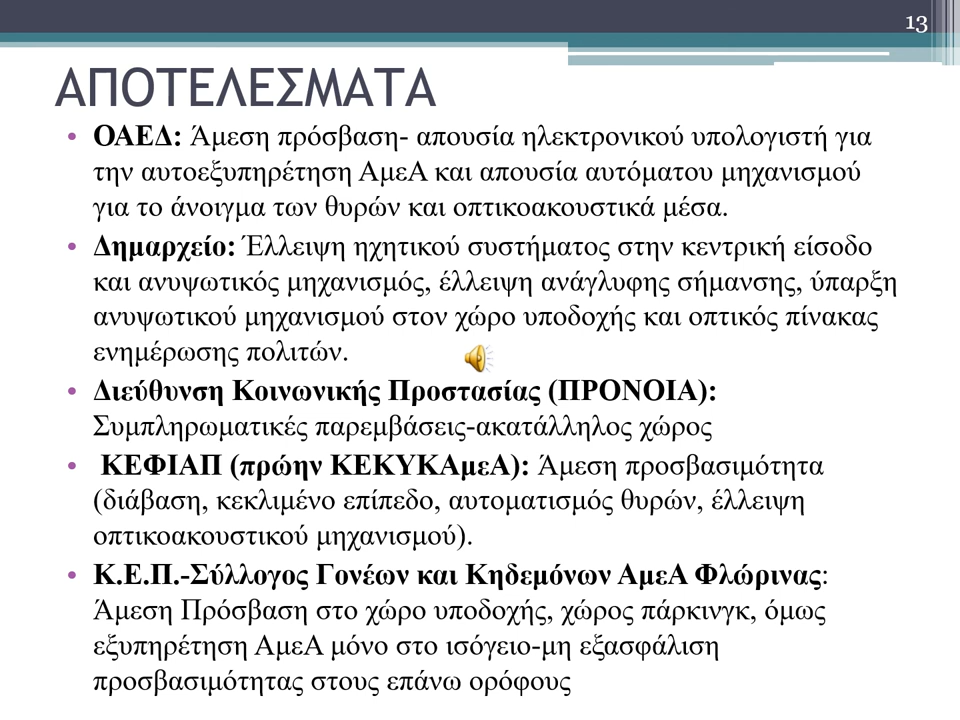 13
ΑΠΟΤΕΛΕΣΜΑΤΑ
• ΟΑΕΔ: Άμεση πρόσβαση- απουσία ηλεκτρονικού υπολογιστή για
την αυτοεξυπηρέτηση ΑμεΑ και απουσία αυτόματου μηχανισμού
για το άνοιγμα των θυρών και οπτικοακουστικά μέσα.
• Δημαρχείο: Έλλειψη ηχητικού συστήματος στην κεντρική είσοδο
και ανυψωτικός μηχανισμός, έλλειψη ανάγλυφης σήμανσης, ύπαρξη
ανυψωτικού μηχανισμού στον χώρο υποδοχής και οπτικός πίνακας
ενημέρωσης πολιτών.
• Διεύθυνση Κοινωνικής Προστασίας (ΠΡΟΝΟΙΑ):
Συμπληρωματικές παρεμβάσεις-ακατάλληλος χώρος
• ΚΕΦΙΑΠ (πρώην ΚΕΚΥΚΑμεΑ): Άμεση προσβασιμότητα
(διάβαση, κεκλιμένο επίπεδο, αυτοματισμός θυρών, έλλειψη
οπτικοακουστικού μηχανισμού).
• Κ.Ε.Π.-Σύλλογος Γονέων και Κηδεμόνων ΑμεΑ Φλώρινας:
Άμεση Πρόσβαση στο χώρο υποδοχής, χώρος πάρκινγκ, όμως
εξυπηρέτηση ΑμεΑ μόνο στο ισόγειο-μη εξασφάλιση
προσβασιμότητας στους επάνω ορόφους